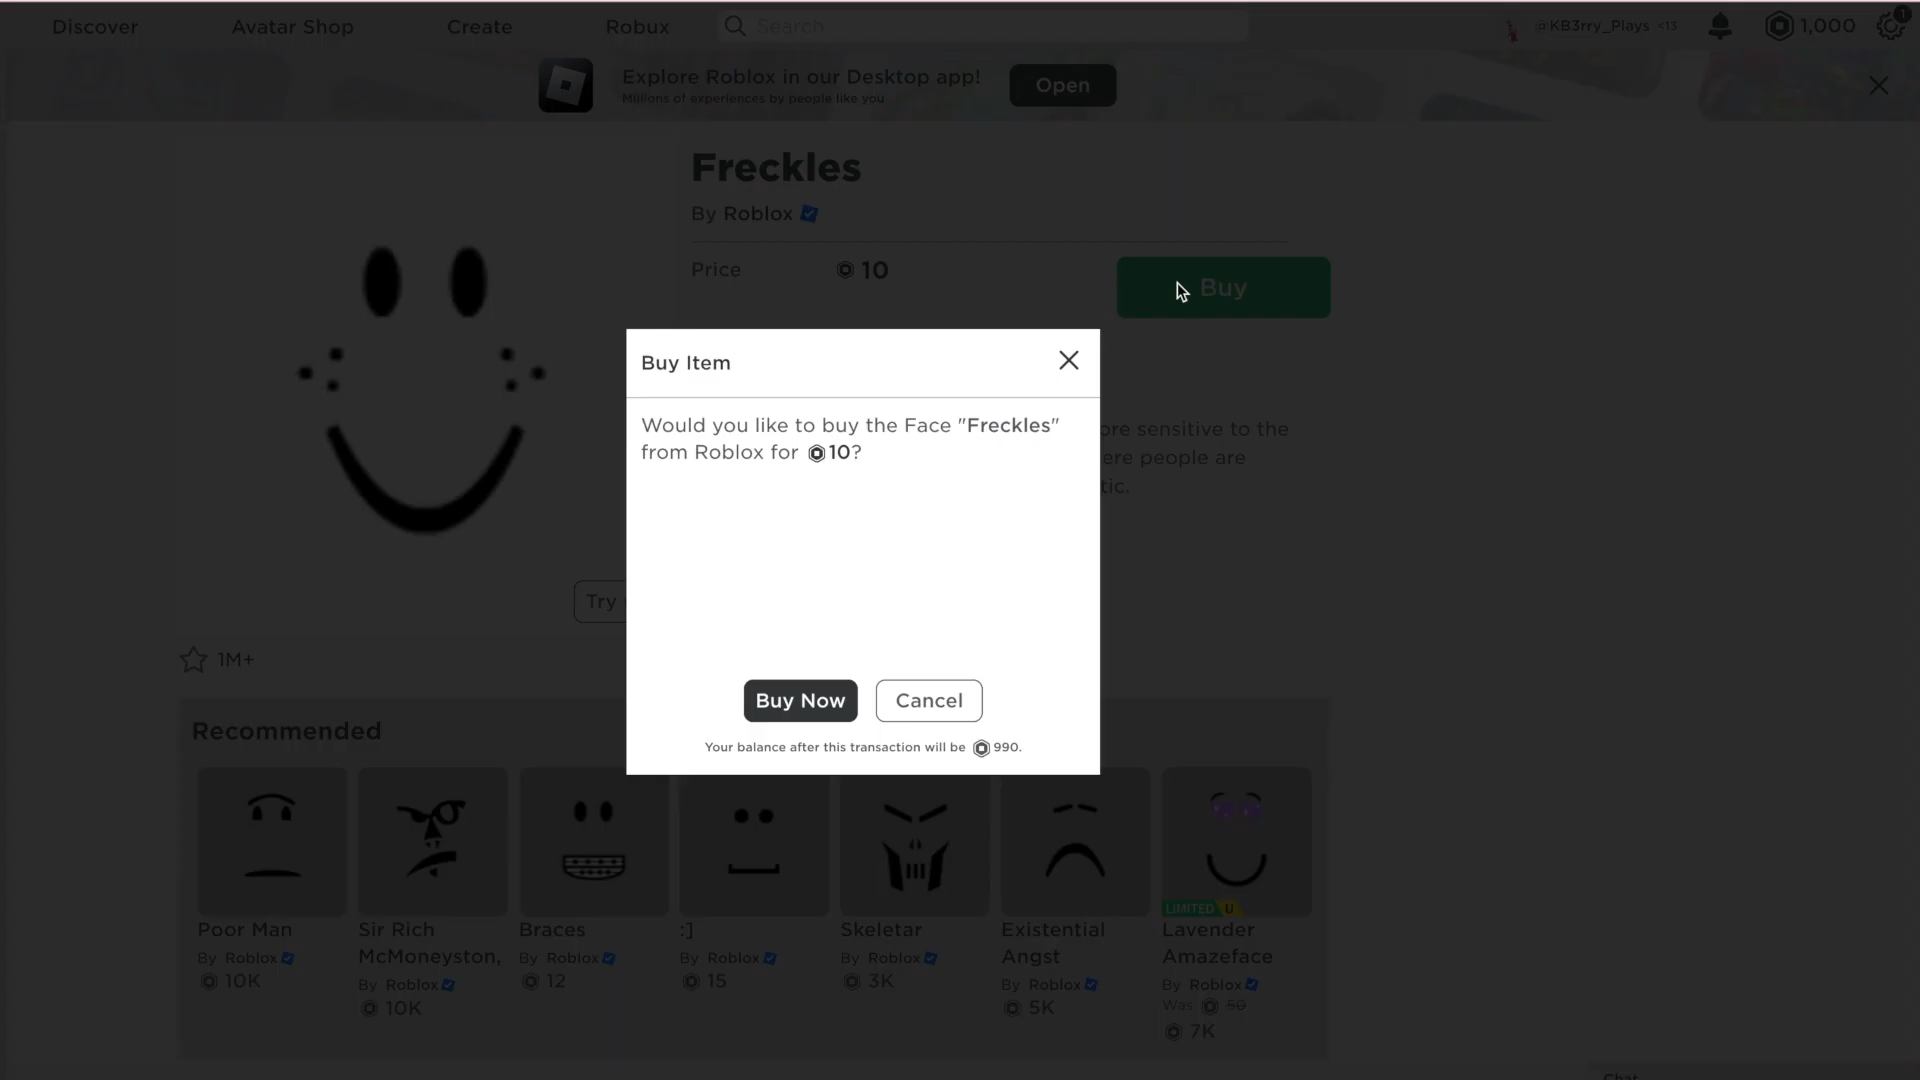 Discover Avatar Shop Create Robux Search @KB3rry_Plays <13 1,000 1
Explore Roblox in our Desktop app!
Millions of experiences by people like you
Open
Freckles
By Roblox
Price 10
Buy
Buy Item
Would you like to buy the Face "Freckles"
from Roblox for 10?
ore sensitive to the
ere people are
tic.
Try
1M+
Buy Now Cancel
Your balance after this transaction will be 990.
Recommended
Poor Man
By Roblox
10K
Sir Rich
McMoneyston,
By Roblox
10K
Braces
By Roblox
12
:]
By Roblox
15
Skeletar
By Roblox
3K
Existential
Angst
By Roblox
5K
LIMITED U
Lavender
Amazeface
By Roblox
Was 50
7K
Chat